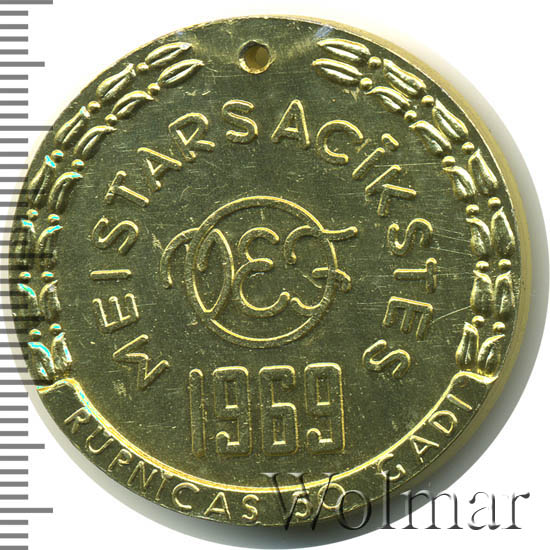 MEISTARSACĪKSTES
VEF
1969
RŪPNĪCAS 50 GADI
Wolmar